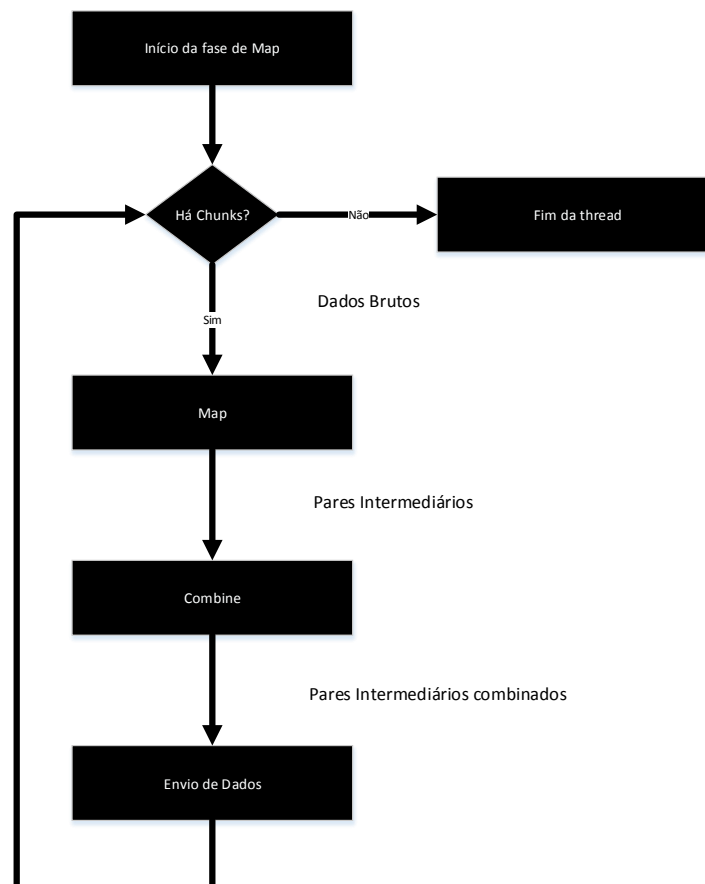 Início da fase de Map
Há Chunks?
Não
Fim da thread
Dados Brutos
Sim
Map
Pares Intermediários
Combine
Pares Intermediários combinados
Envio de Dados